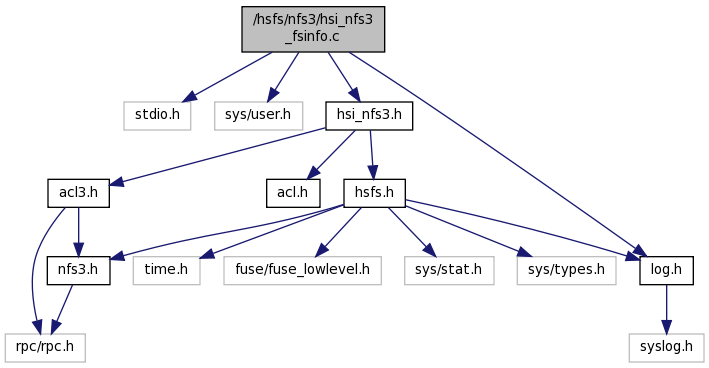 /hsfs/nfs3/hsi_nfs3
_fsinfo.c
stdio.h
sys/user.h
hsi_nfs3.h
acl3.h
acl.h
hsfs.h
nfs3.h
time.h
fuse/fuse_lowlevel.h
sys/stat.h
sys/types.h
log.h
rpc/rpc.h
syslog.h